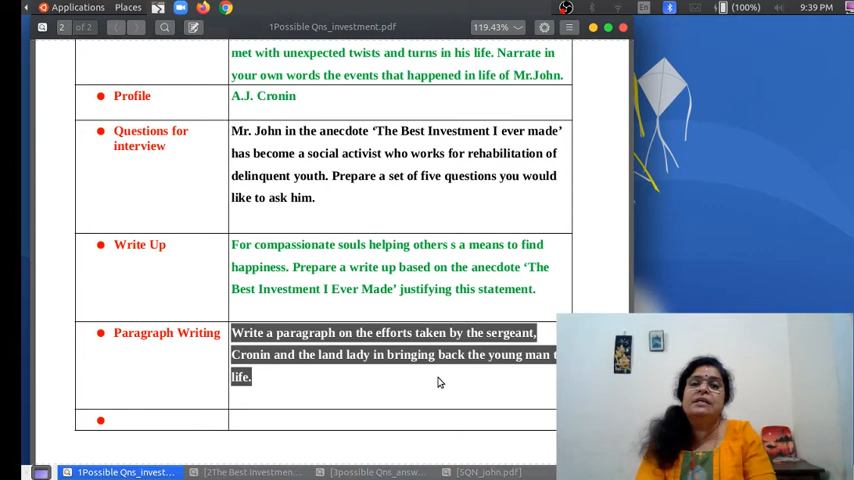 Applications Places En (100%) 9:39 PM
2 of 2 1Possible Qns_investment.pdf 119.43%
met with unexpected twists and turns in his life. Narrate in
your own words the events that happened in life of Mr.John.
Profile A.J. Cronin
Questions for
interview
Mr. John in the anecdote ‘The Best Investment I ever made’
has become a social activist who works for rehabilitation of
delinquent youth. Prepare a set of five questions you would
like to ask him.
Write Up
For compassionate souls helping others s a means to find
happiness. Prepare a write up based on the anecdote ‘The
Best Investment I Ever Made’ justifying this statement.
Paragraph Writing
Write a paragraph on the efforts taken by the sergeant,
Cronin and the land lady in bringing back the young man t
life.
1Possible Qns_invest... [2The Best Investmen... [3possible Qns_answ... [SQN_john.pdf]